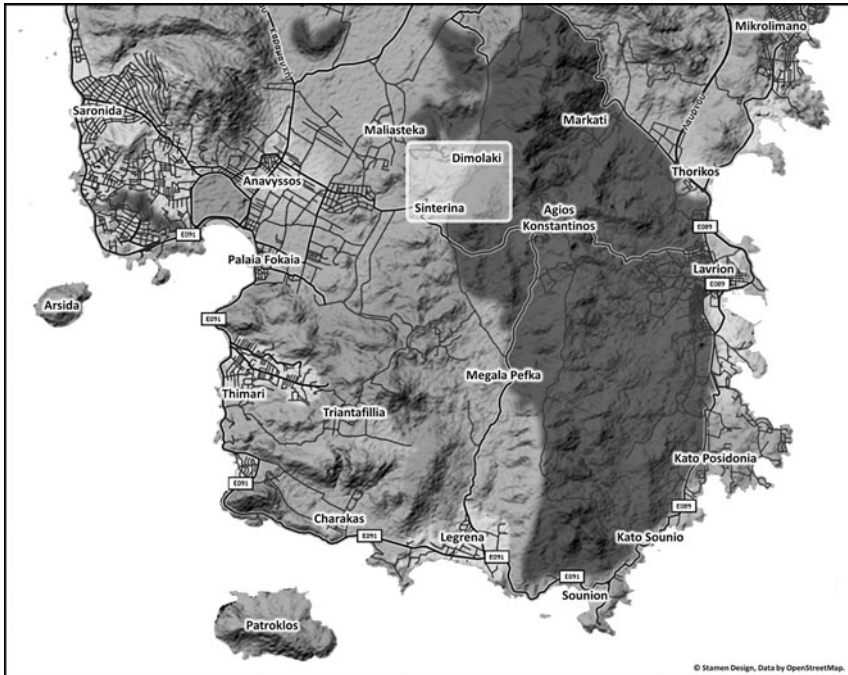 Mikrolimano
Καραμανλή
Λαυρίου
Saronida
Maliasteka
Markati
Dimolaki
Anavyssos
Thorikos
Sinterina
Agios
Konstantinos
E091
E089
Palaia Fokaia
Lavrion
E089
Arsida
E091
Megala Pefka
Thimari
Triantafillia
Kato Posidonia
E091
E089
Charakas
Legrena
E091
Kato Sounio
E091
E091
Sounion
Patroklos
© Stamen Design, Data by OpenStreetMap.